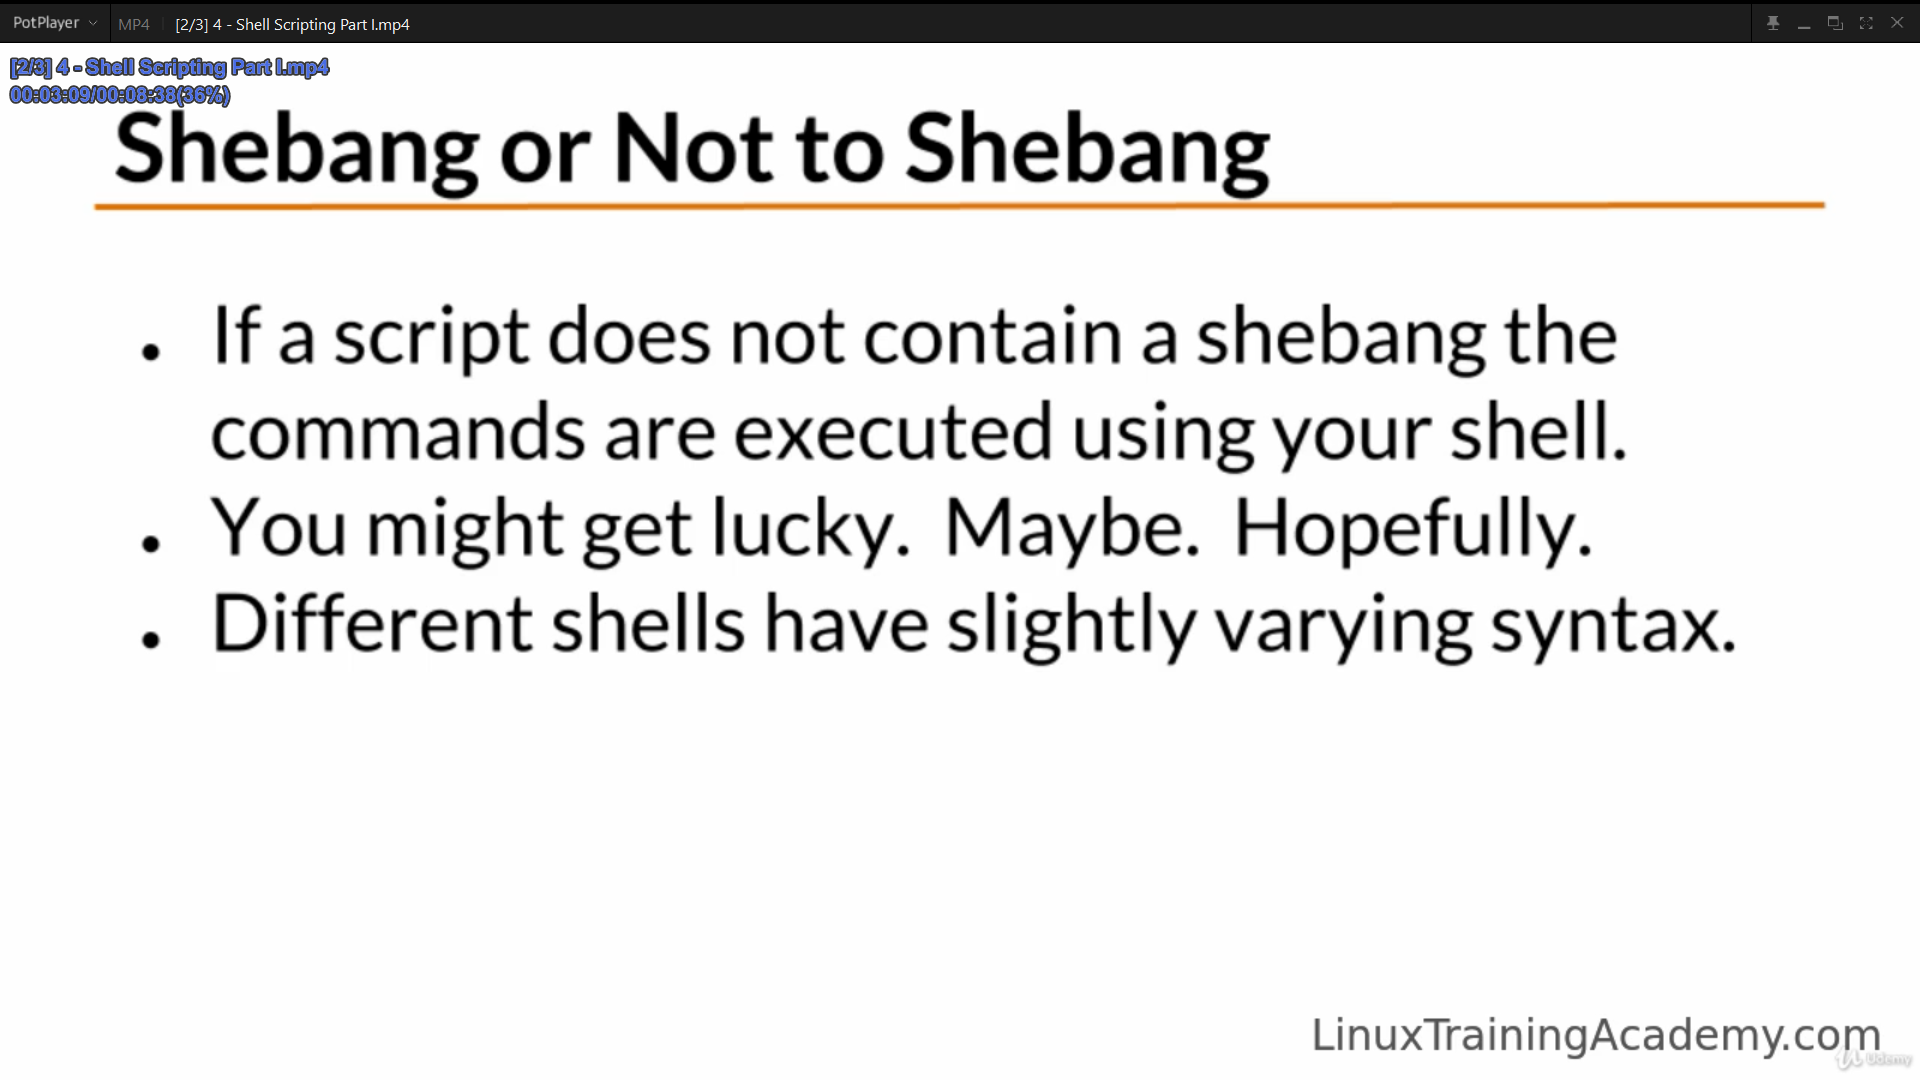 PotPlayer
MP4
[2/3] 4 - Shell Scripting Part I.mp4
[2/3] 4 - Shell Scripting Part I.mp4
00:03:09/00:08:38(36%)
Shebang or Not to Shebang
• If a script does not contain a shebang the
commands are executed using your shell.
• You might get lucky.  Maybe.  Hopefully.
• Different shells have slightly varying syntax.
LinuxTrainingAcademy.com
Udemy